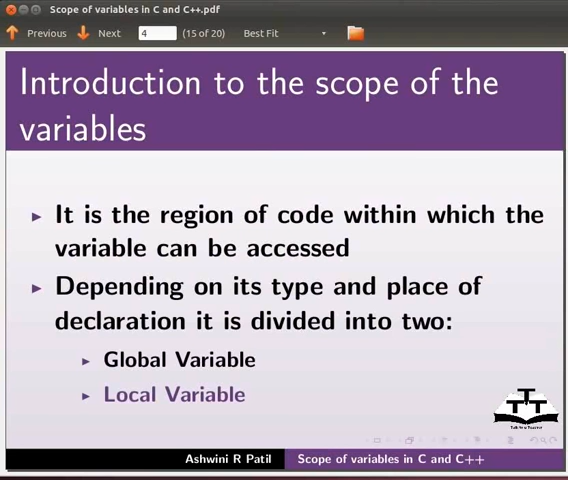 Scope of variables in C and C++.pdf
Previous Next 4 (15 of 20) Best Fit
Introduction to the scope of the
variables
It is the region of code within which the
variable can be accessed
Depending on its type and place of
declaration it is divided into two:
Global Variable
Local Variable
TTT
Ashwini R Patil Scope of variables in C and C++